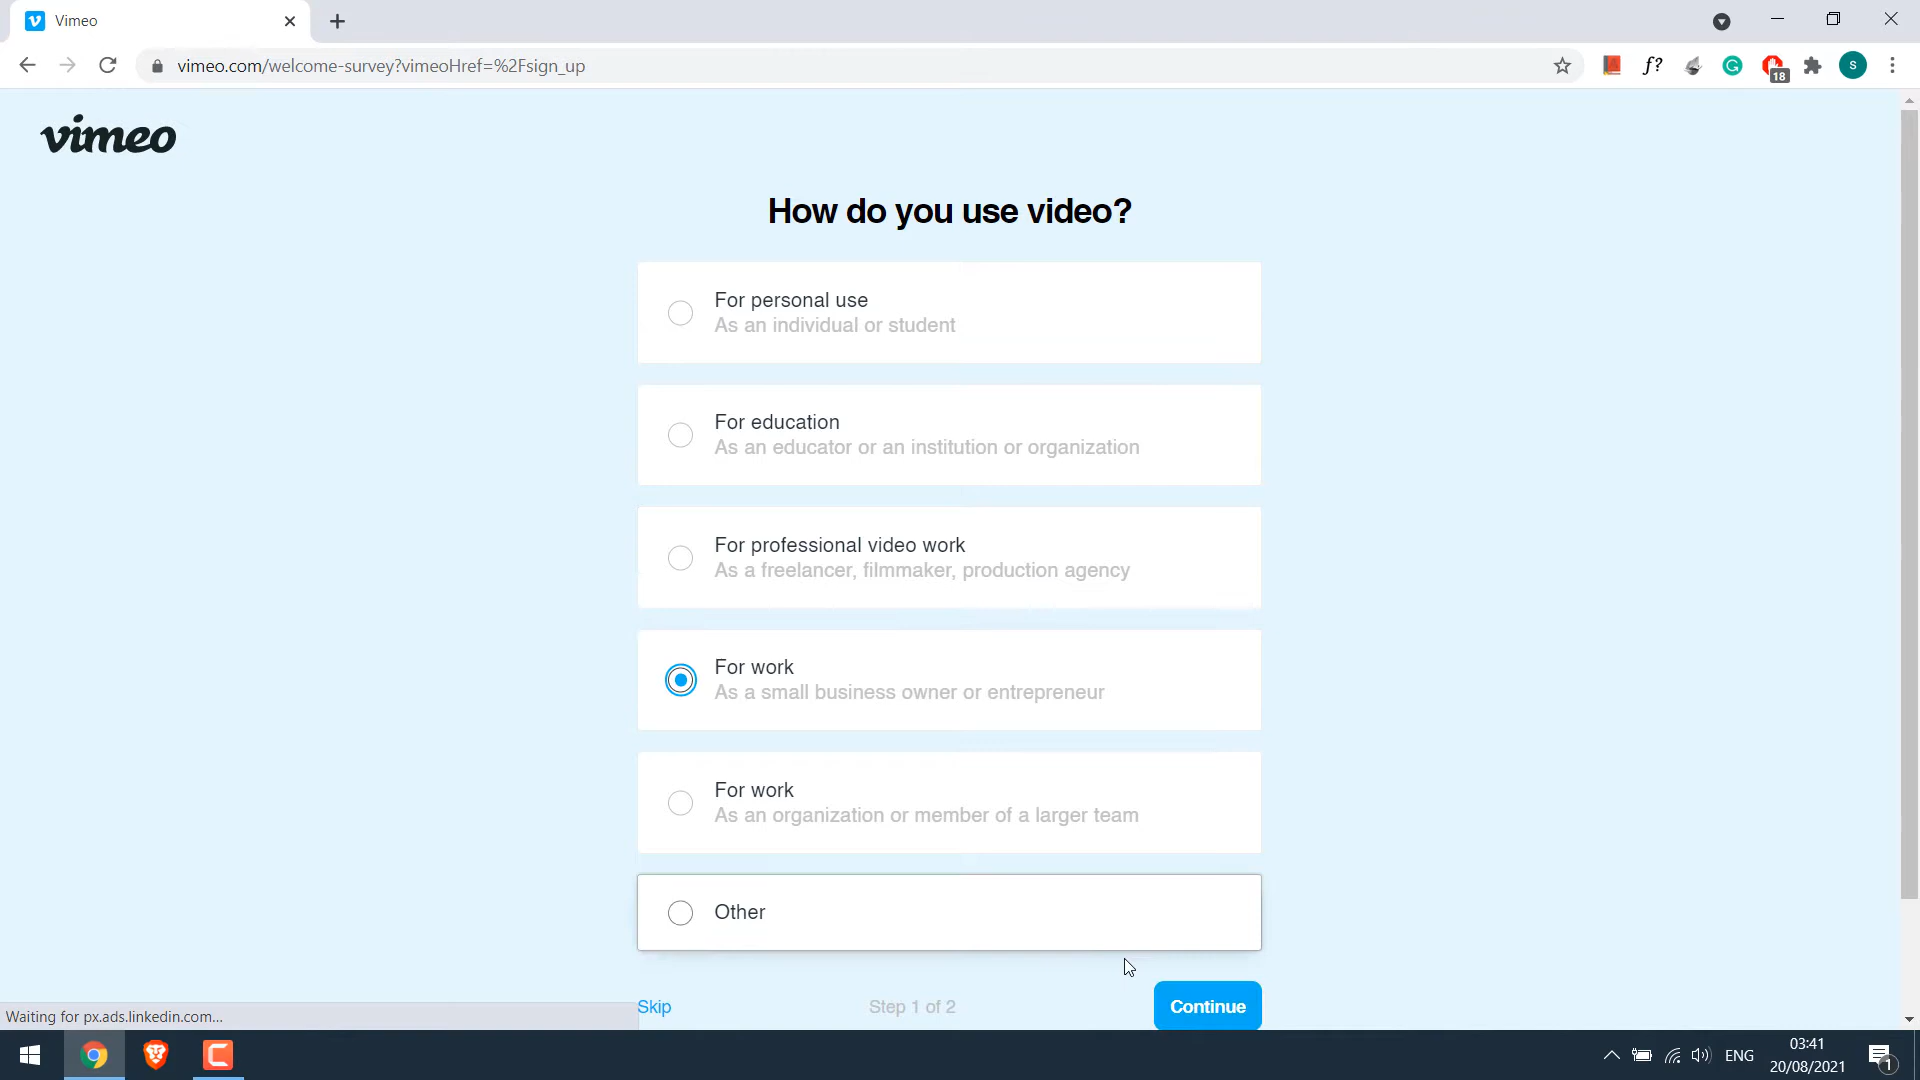 Vimeo
vimeo.com/welcome-survey?vimeoHref=%2Fsign_up
f?
18
S
vimeo
How do you use video?
For personal use
As an individual or student
For education
As an educator or an institution or organization
For professional video work
As a freelancer, filmmaker, production agency
For work
As a small business owner or entrepreneur
For work
As an organization or member of a larger team
Other
Skip
Step 1 of 2
Continue
Waiting for px.ads.linkedin.com...
ENG
03:41
20/08/2021
1